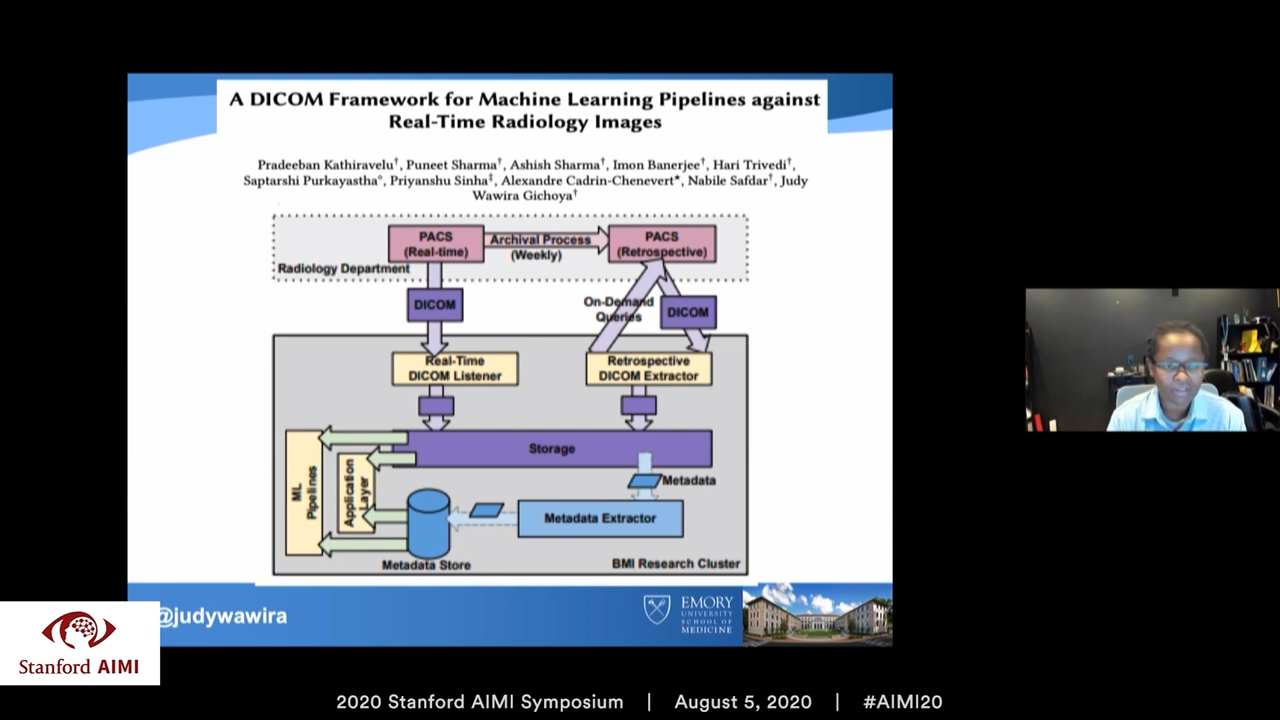 A DICOM Framework for Machine Learning Pipelines against
Real-Time Radiology Images
Pradeeban Kathiravelu†, Puneet Sharma†, Ashish Sharma†, Imon Banerjee†, Hari Trivedi†,
Saptarshi Purkayastha°, Priyanshu Sinha‡, Alexandre Cadrin-Chenevert*, Nabile Safdar†, Judy
Wawira Gichoya†
PACS
(Real-time)
Archival Process
(Weekly)
PACS
(Retrospective)
Radiology Department
DICOM
On-Demand
Queries
DICOM
Real-Time
DICOM Listener
Retrospective
DICOM Extractor
Storage
ML
Pipelines
Application
Layer
Metadata
Metadata Extractor
Metadata Store
BMI Research Cluster
@judywawira
EMORY
UNIVERSITY
SCHOOL OF
MEDICINE
Stanford AIMI
2020 Stanford AIMI Symposium | August 5, 2020 | #AIMI20